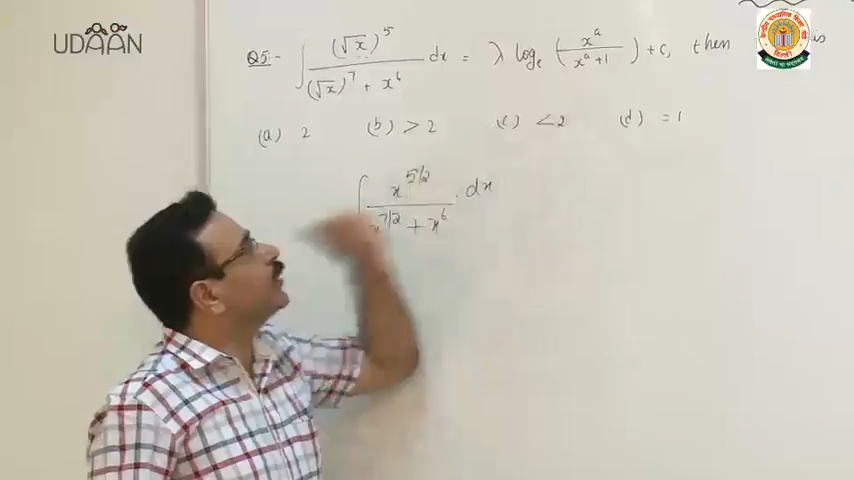 UDAAN
Q5:- ∫ (√x)^5 / ((√x)^7 + x^6) dx = λ log_e (x^a / (x^a + 1)) + c, then is
(a) 2 (b) > 2 (c) < 2 (d) = 1
∫ x^(5/2) / (x^(7/2) + x^6) . dx